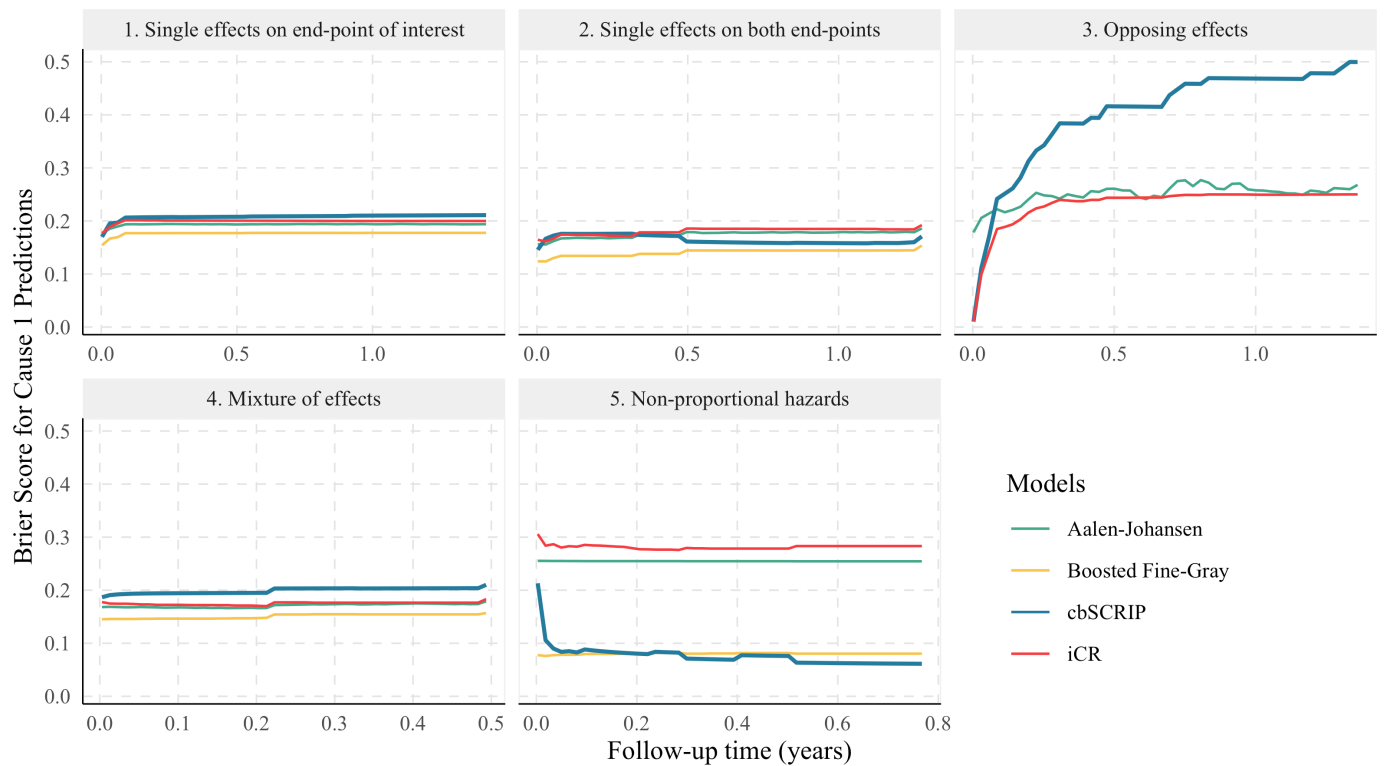 1. Single effects on end-point of interest
2. Single effects on both end-points
3. Opposing effects
0.5
0.4
0.3
0.2
0.1
0.0
0.0 0.5 1.0
0.0 0.5 1.0
0.0 0.5 1.0
Brier Score for Cause 1 Predictions
4. Mixture of effects
5. Non-proportional hazards
0.5
0.4
0.3
0.2
0.1
0.0
0.0 0.1 0.2 0.3 0.4 0.5
0.0 0.2 0.4 0.6 0.8
Follow-up time (years)
Models
Aalen-Johansen
Boosted Fine-Gray
cbSCRIP
iCR